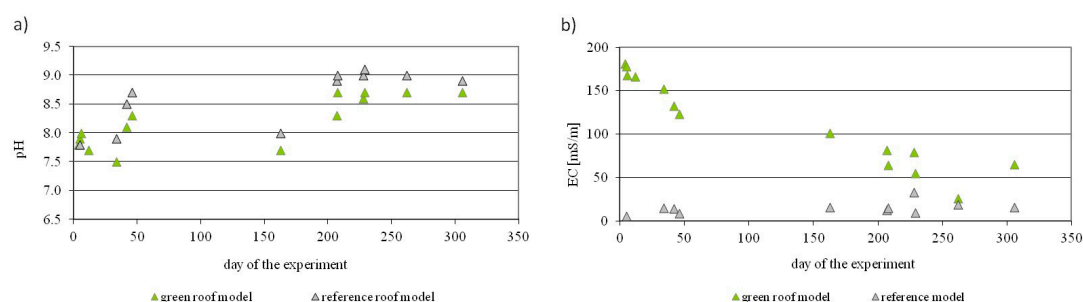 a)
9.5
9.0
8.5
8.0
7.5
7.0
6.5
pH
0 50 100 150 200 250 300 350
day of the experiment
green roof model reference roof model
b)
200
150
100
50
0
EC [mS/m]
0 50 100 150 200 250 300 350
day of the experiment
green roof model reference roof model